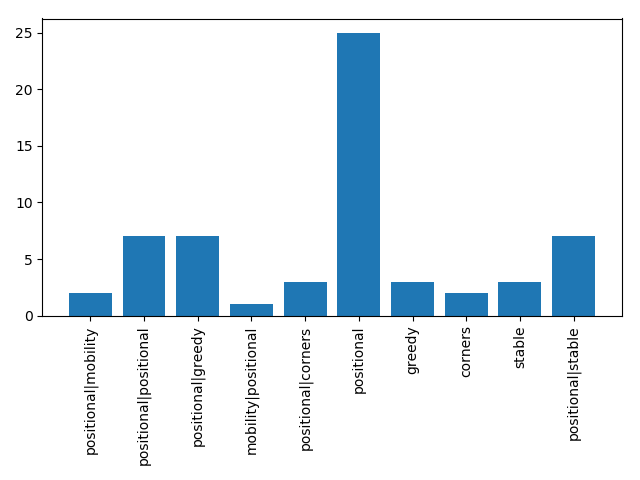 25
20
15
10
5
0
positional|mobility
positional|positional
positional|greedy
mobility|positional
positional|corners
positional
greedy
corners
stable
positional|stable